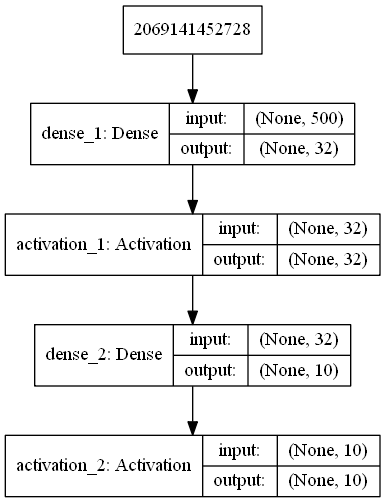 2069141452728
dense_1: Dense
input: (None, 500)
output: (None, 32)
activation_1: Activation
input: (None, 32)
output: (None, 32)
dense_2: Dense
input: (None, 32)
output: (None, 10)
activation_2: Activation
input: (None, 10)
output: (None, 10)